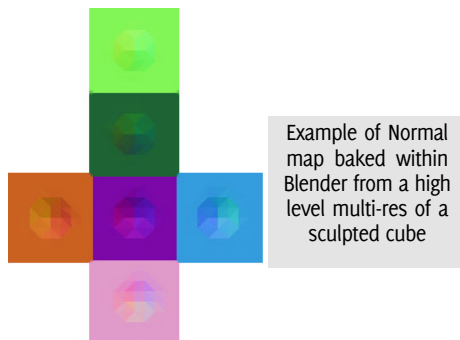 Example of Normal
map baked within
Blender from a high
level multi-res of a
sculpted cube